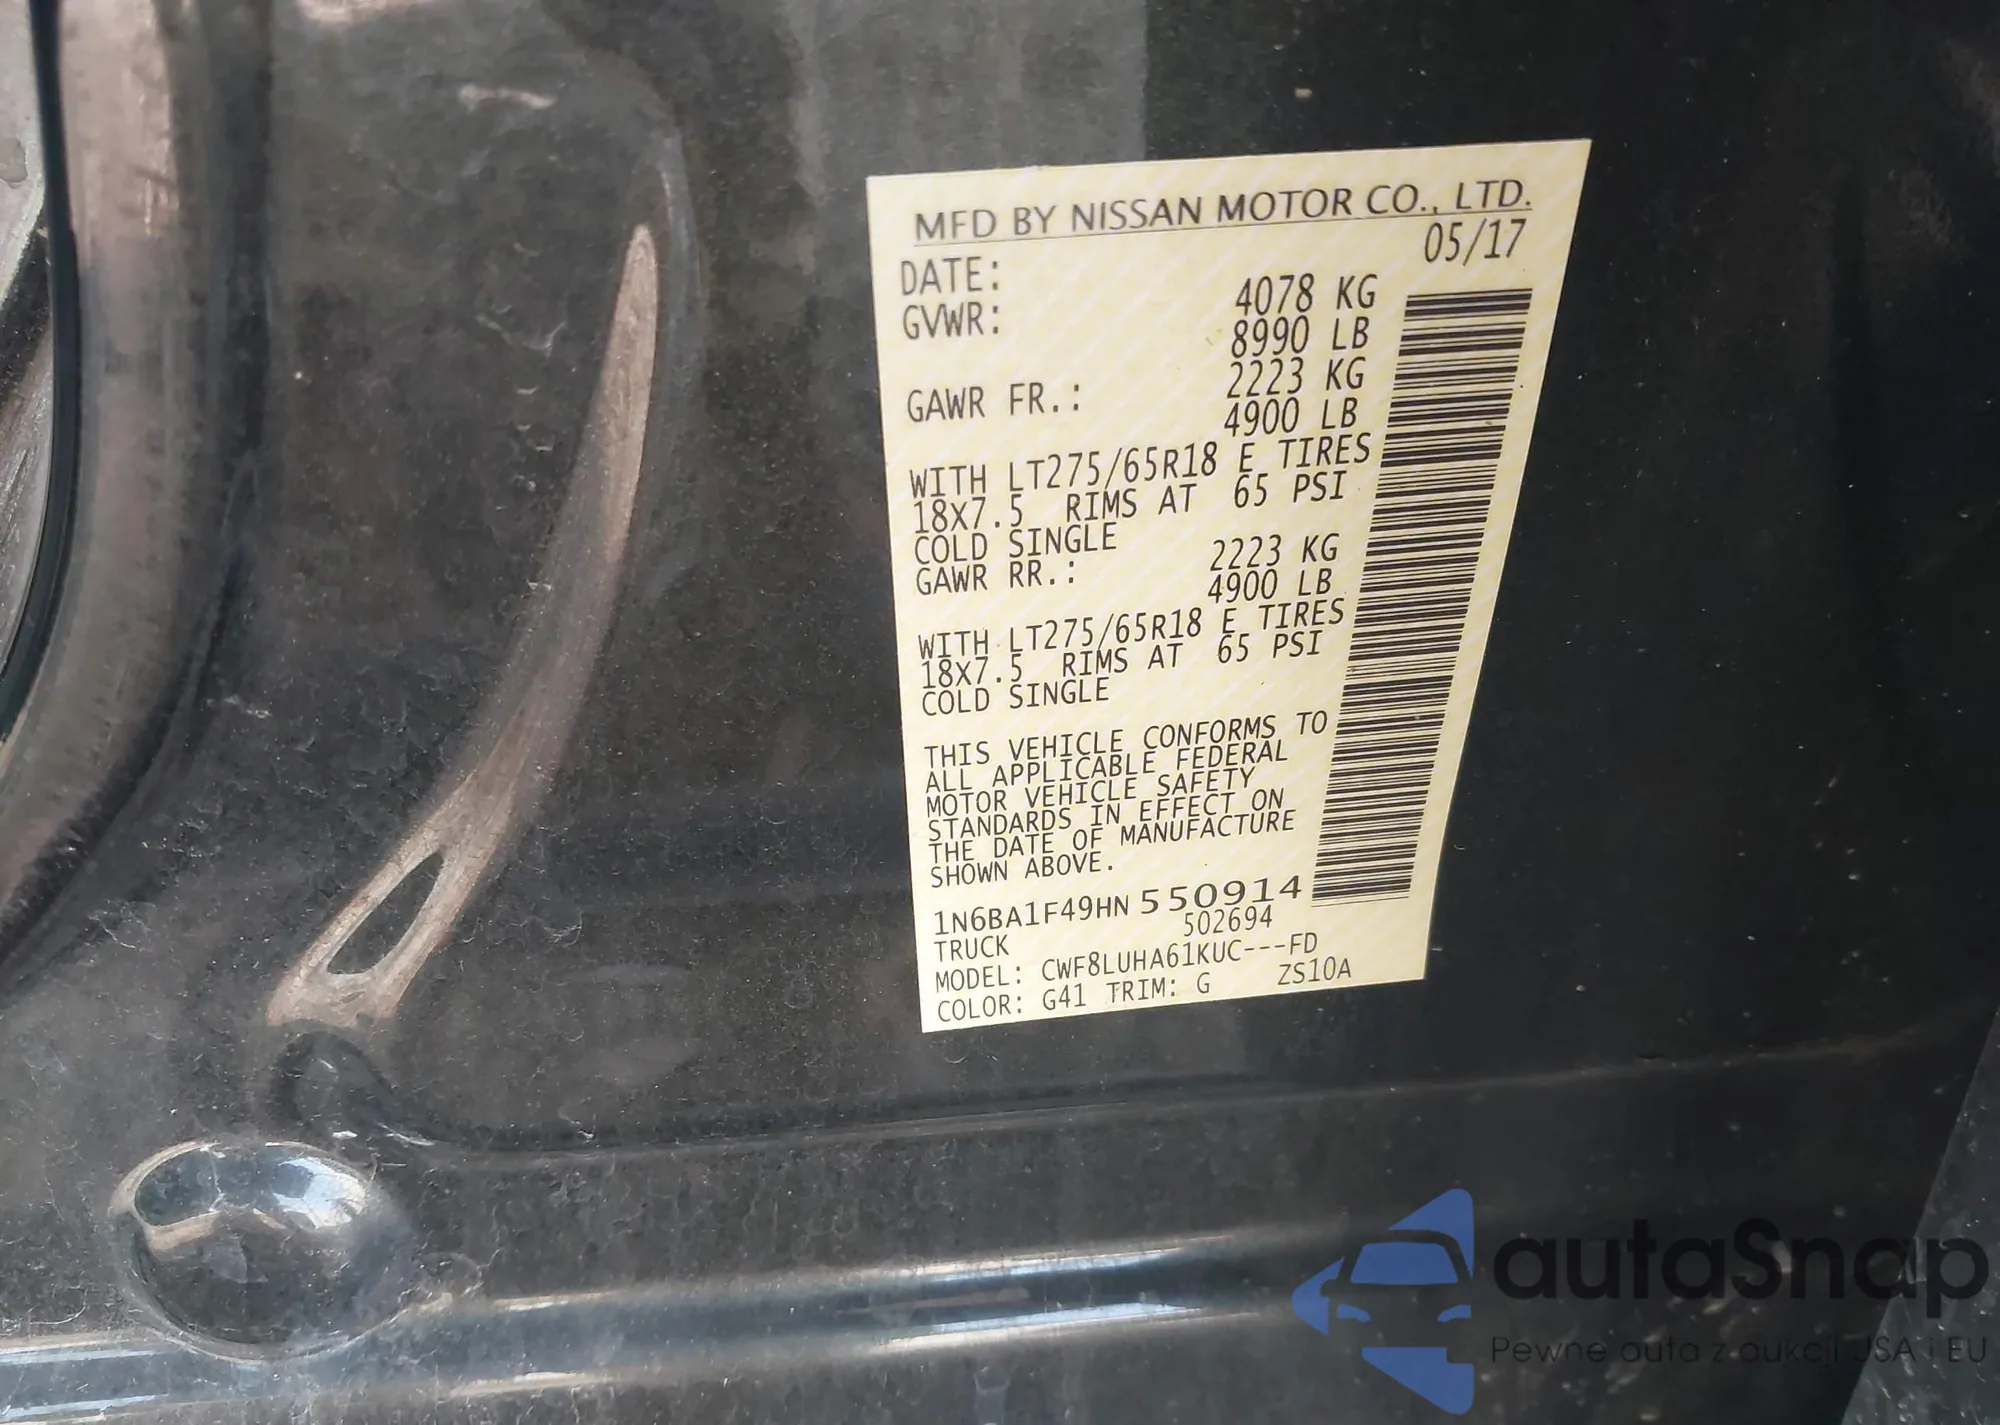 MFD BY NISSAN MOTOR CO., LTD.
DATE: 05/17
GVWR: 4078 KG
8990 LB
GAWR FR.: 2223 KG
4900 LB
WITH LT275/65R18 E TIRES
18X7.5 RIMS AT 65 PSI
COLD SINGLE
GAWR RR.: 2223 KG
4900 LB
WITH LT275/65R18 E TIRES
18X7.5 RIMS AT 65 PSI
COLD SINGLE
THIS VEHICLE CONFORMS TO
ALL APPLICABLE FEDERAL
MOTOR VEHICLE SAFETY
STANDARDS IN EFFECT ON
THE DATE OF MANUFACTURE
SHOWN ABOVE.
1N6BA1F49HN 550914
TRUCK 502694
MODEL: CWF8LUHA61KUC---FD
COLOR: G41 TRIM: G ZS10A
autaSnap
Pewne auta z aukcji USA i EU